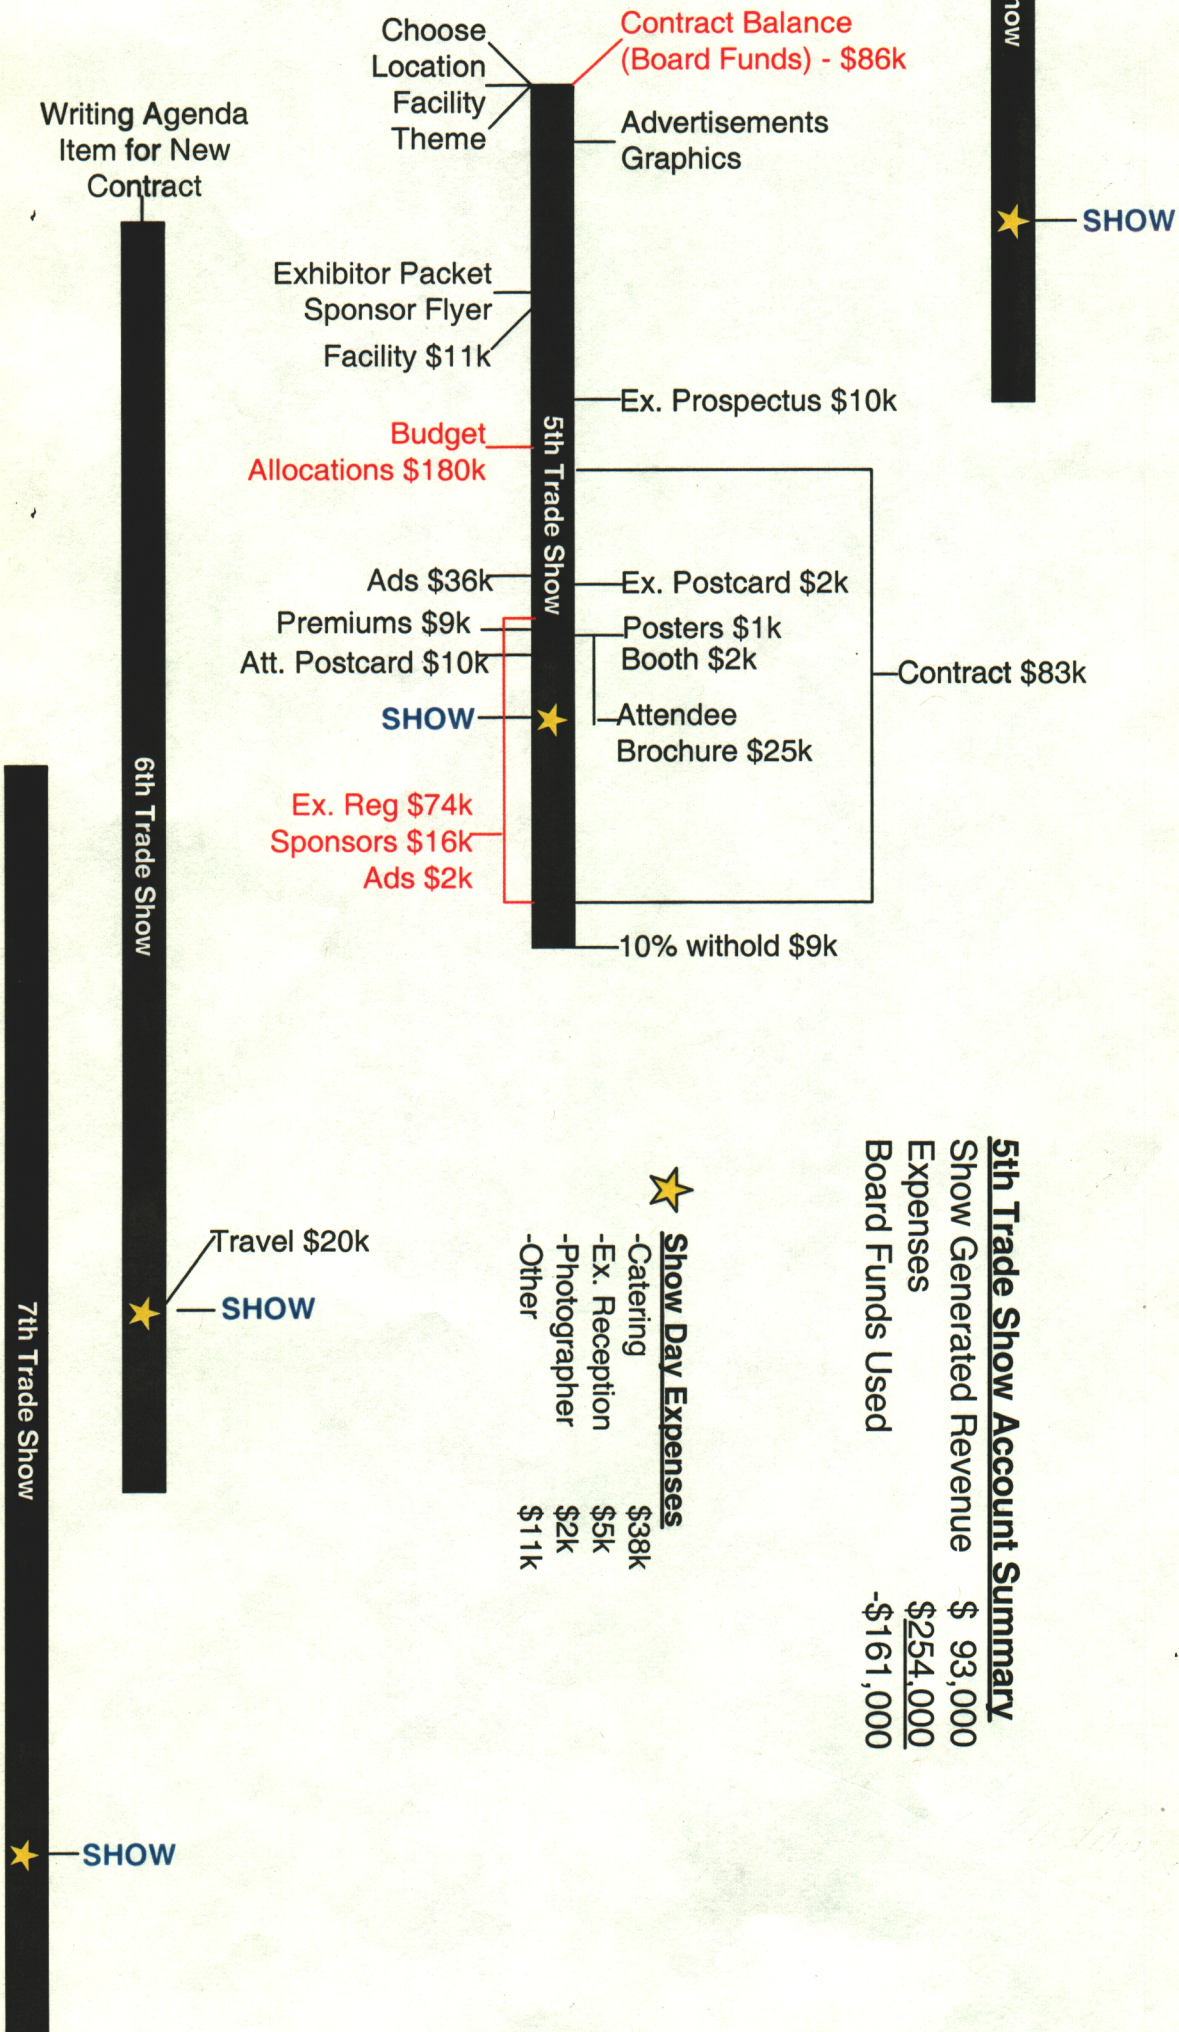 how
SHOW
Choose
Location
Facility
Theme
Contract Balance
(Board Funds) - $86k
Advertisements
Graphics
Writing Agenda
Item for New
Contract
Exhibitor Packet
Sponsor Flyer
Facility $11k
Ex. Prospectus $10k
Budget
Allocations $180k
5th Trade Show
Ads $36k
Ex. Postcard $2k
Premiums $9k
Posters $1k
Att. Postcard $10k
Booth $2k
Contract $83k
SHOW
Attendee
Brochure $25k
Ex. Reg $74k
Sponsors $16k
Ads $2k
10% withold $9k
6th Trade Show
Travel $20k
SHOW
7th Trade Show
SHOW
5th Trade Show Account Summary
Show Generated Revenue $ 93,000
Expenses $254,000
Board Funds Used -$161,000
Show Day Expenses
-Catering $38k
-Ex. Reception $5k
-Photographer $2k
-Other $11k